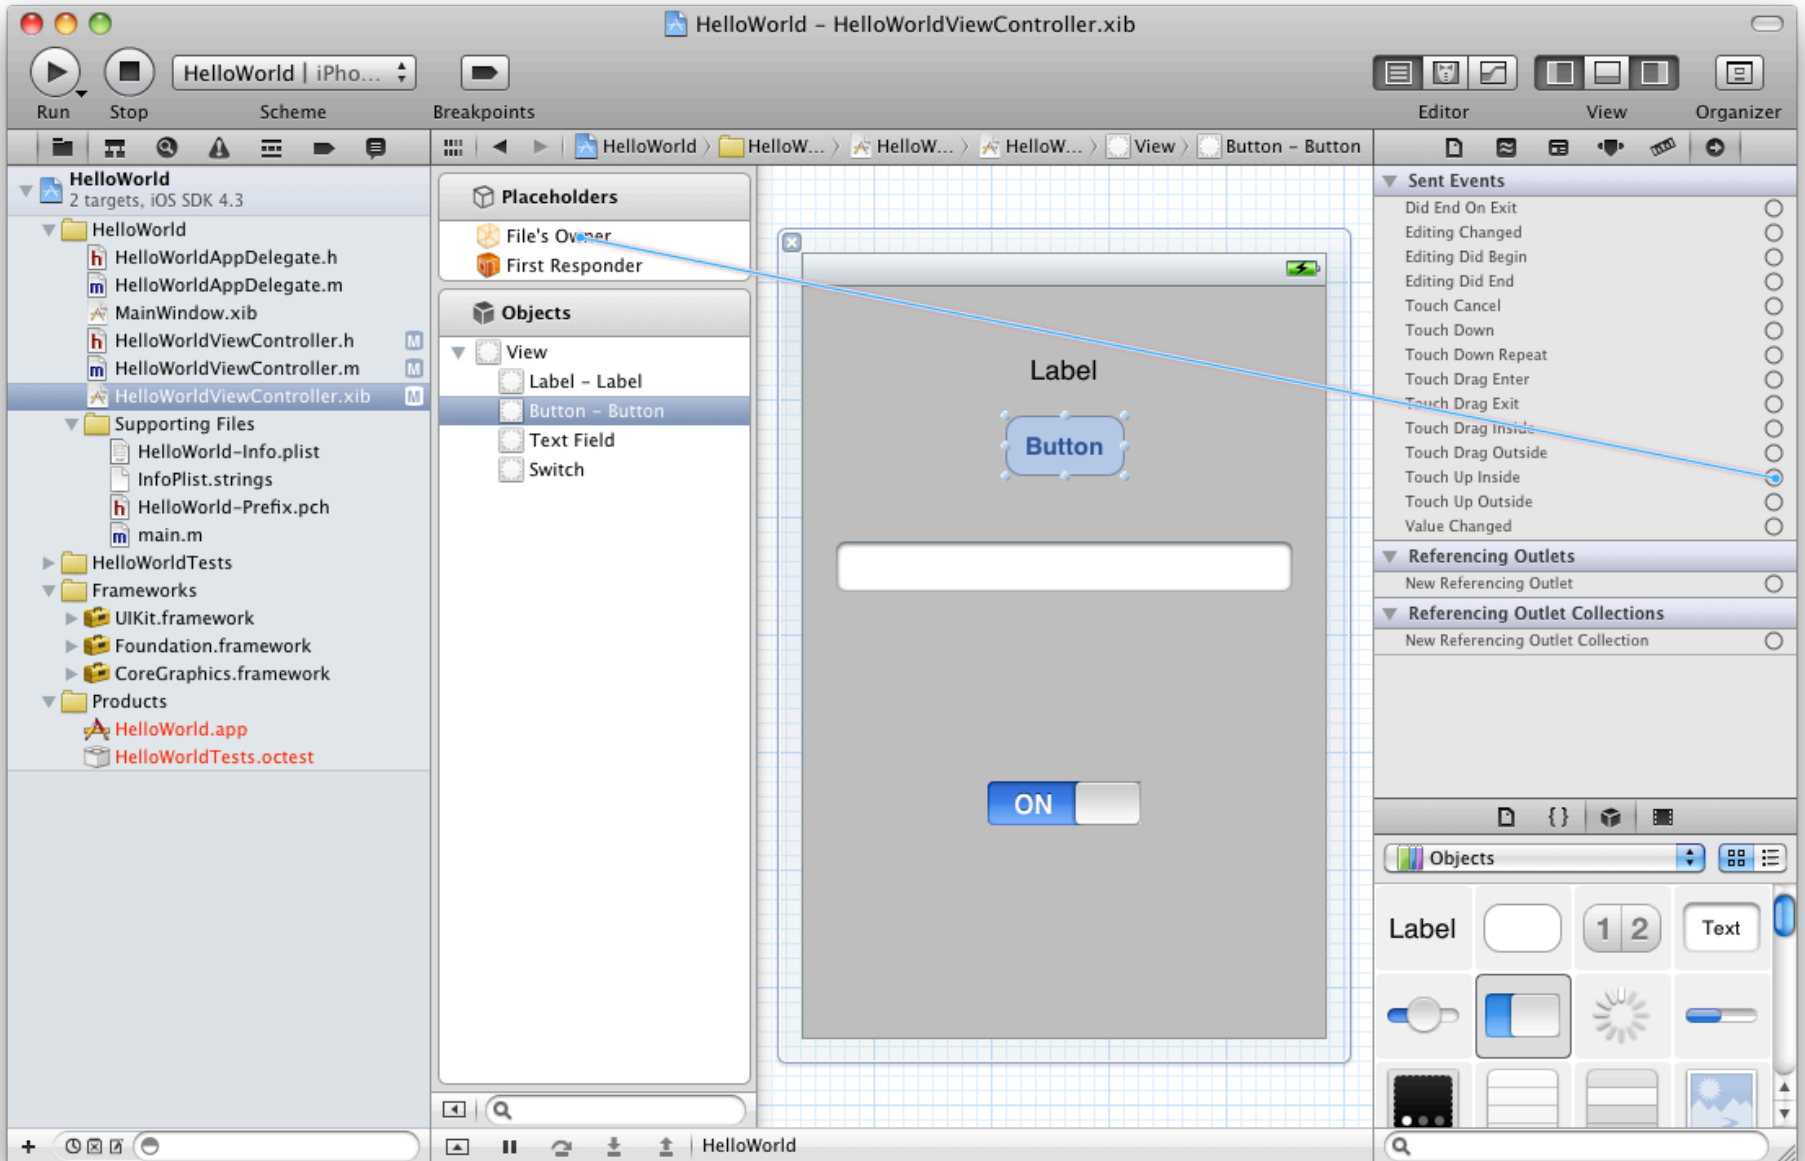 HelloWorld – HelloWorldViewController.xib
HelloWorld | iPho...
Run
Stop
Scheme
Breakpoints
Editor
View
Organizer
HelloWorld
HelloW...
HelloW...
HelloW...
View
Button – Button
HelloWorld
2 targets, iOS SDK 4.3
HelloWorld
h HelloWorldAppDelegate.h
m HelloWorldAppDelegate.m
MainWindow.xib
h HelloWorldViewController.h M
m HelloWorldViewController.m M
HelloWorldViewController.xib M
Supporting Files
HelloWorld-Info.plist
InfoPlist.strings
h HelloWorld-Prefix.pch
m main.m
HelloWorldTests
Frameworks
UIKit.framework
Foundation.framework
CoreGraphics.framework
Products
HelloWorld.app
HelloWorldTests.octest
Placeholders
File's Owner
First Responder
Objects
View
Label – Label
Button – Button
Text Field
Switch
Label
Button
ON
HelloWorld
Sent Events
Did End On Exit
Editing Changed
Editing Did Begin
Editing Did End
Touch Cancel
Touch Down
Touch Down Repeat
Touch Drag Enter
Touch Drag Exit
Touch Drag Inside
Touch Drag Outside
Touch Up Inside
Touch Up Outside
Value Changed
Referencing Outlets
New Referencing Outlet
Referencing Outlet Collections
New Referencing Outlet Collection
{ }
Objects
Label
1 2
Text